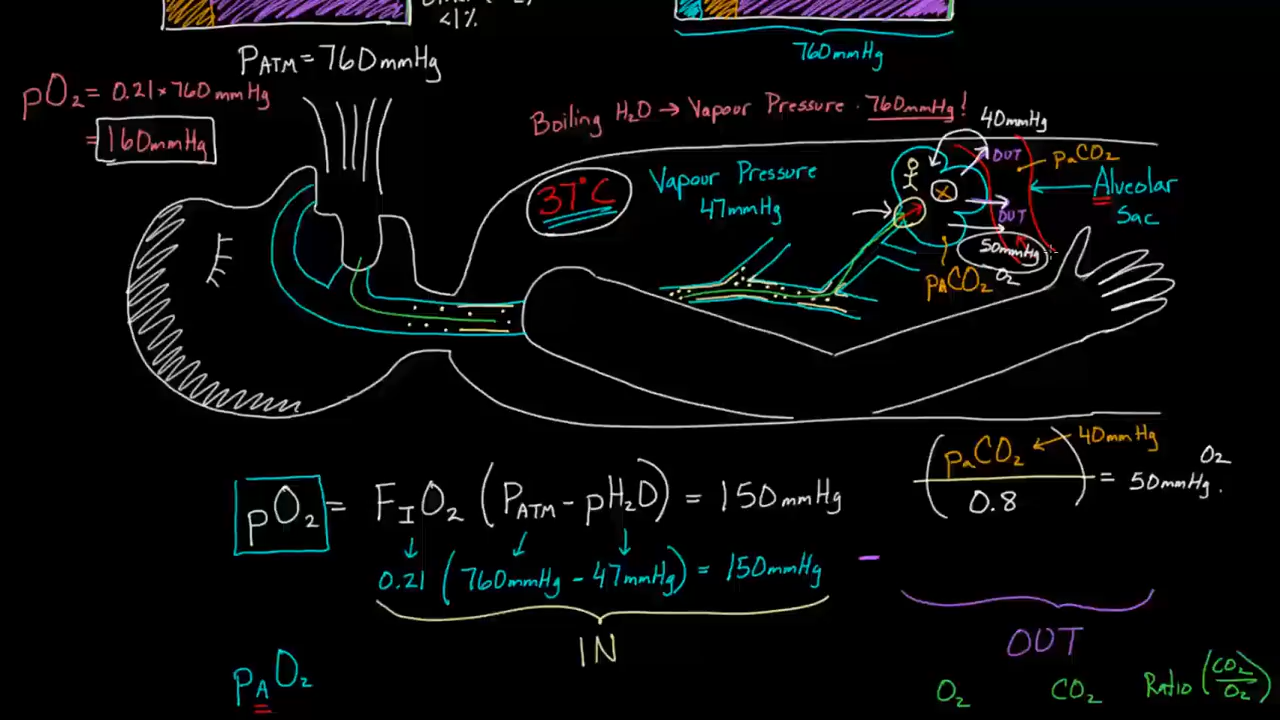 <1%
760mmHg
PATM = 760mmHg
pO2 = 0.21 × 760 mmHg
= 160mmHg
Boiling H2O → Vapour Pressure · 760mmHg!
40mmHg
OUT
paCO2
37°C
Vapour Pressure
47mmHg
x
Alveolar
Sac
OUT
50mmHg
O2
pACO2
pO2 = FIO2 (PATM - pH2O) = 150mmHg
(paCO2 / 0.8) = 50mmHg.
40mmHg
O2
0.21 (760mmHg - 47mmHg) = 150mmHg
-
IN
OUT
pAO2
O2 CO2 Ratio (CO2/O2)